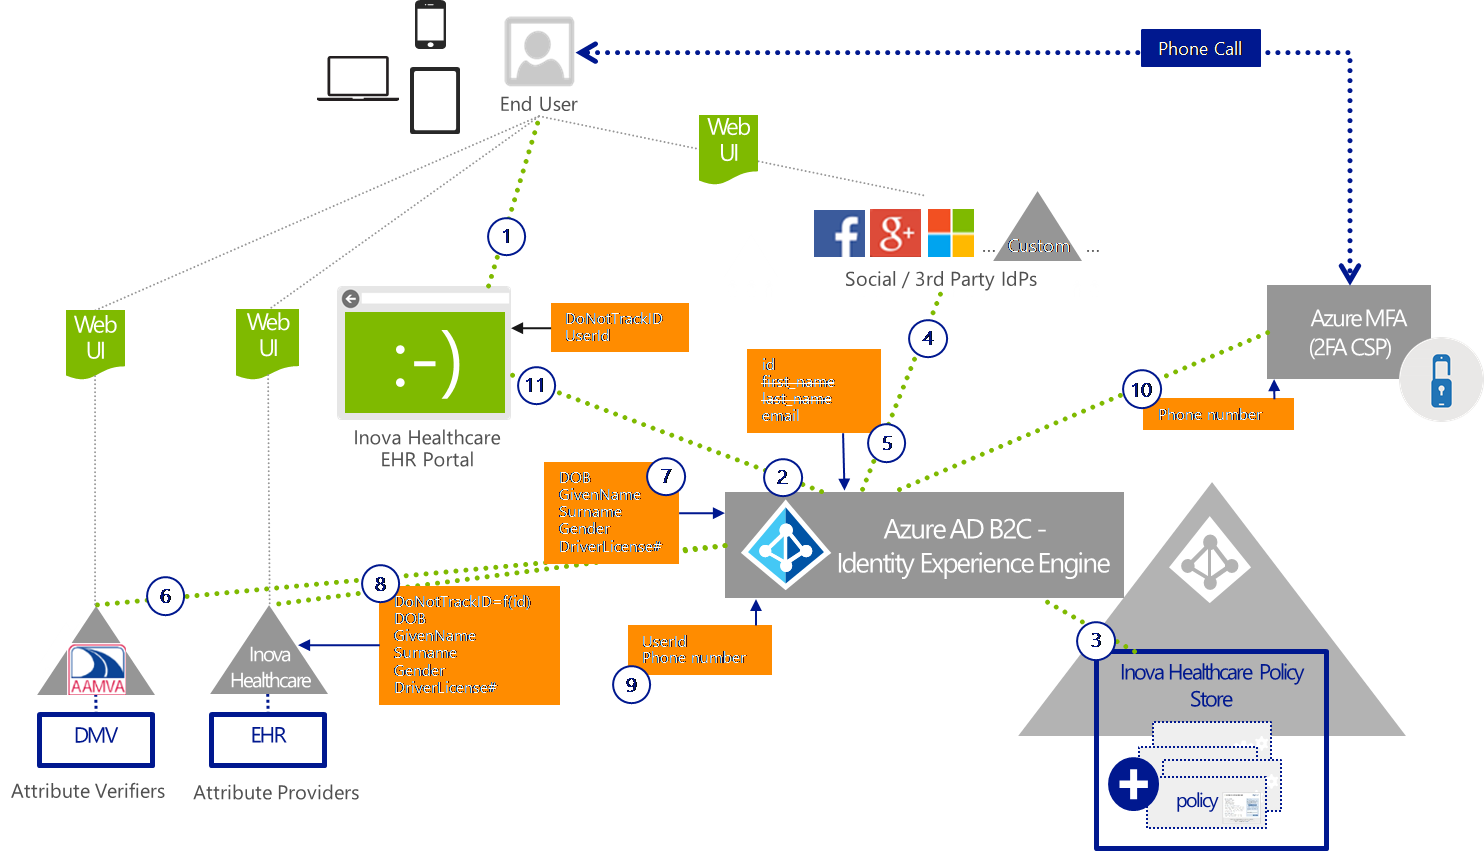 Phone Call
End User
Web
UI
1
f
g+
...
Custom
...
Social / 3rd Party IdPs
Web
UI
Web
UI
:-)
DoNotTrackID
UserId
4
Azure MFA
(2FA CSP)
11
id
first_name
last_name
email
10
Phone number
Inova Healthcare
EHR Portal
5
7
2
DOB
GivenName
Surname
Gender
DriverLicense#
Azure AD B2C -
Identity Experience Engine
6
8
DoNotTrackID=f(id)
DOB
GivenName
Surname
Gender
DriverLicense#
UserId
Phone number
9
3
Inova
Healthcare
AAMVA
Inova Healthcare Policy
Store
DMV
EHR
Attribute Verifiers
Attribute Providers
policy